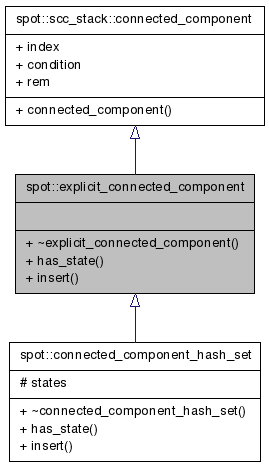 spot::scc_stack::connected_component
+ index
+ condition
+ rem
+ connected_component()
spot::explicit_connected_component
+ ~explicit_connected_component()
+ has_state()
+ insert()
spot::connected_component_hash_set
# states
+ ~connected_component_hash_set()
+ has_state()
+ insert()